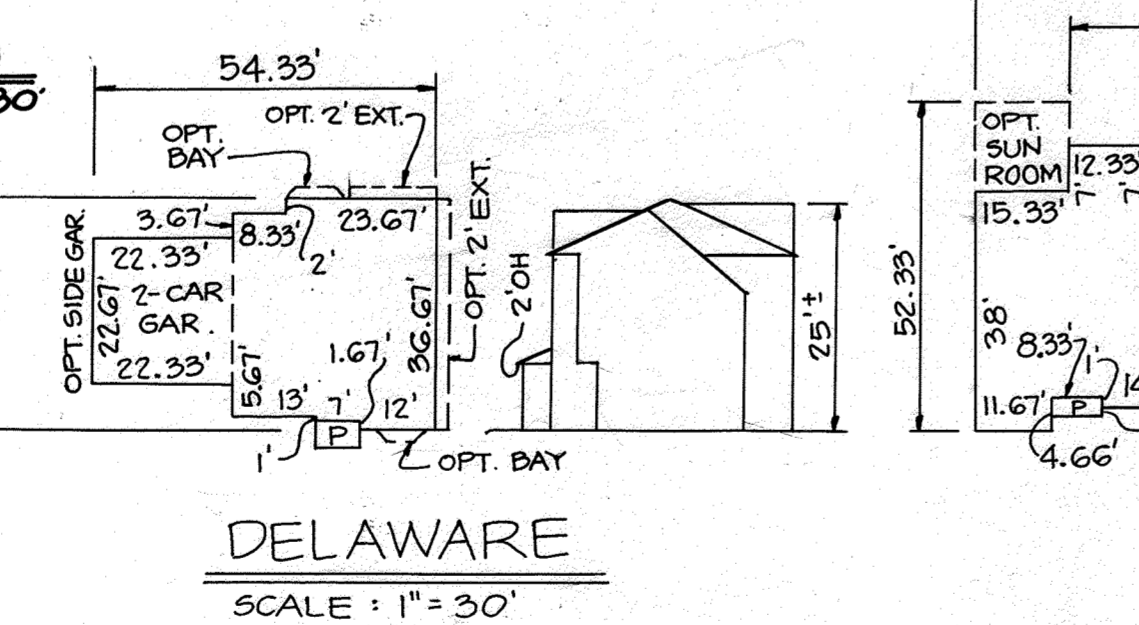 30'
54.33'
OPT. 2' EXT.
OPT.
BAY
3.67'
8.33'
23.67'
2'
22.33'
2-CAR
GAR.
22.67'
22.33'
OPT. SIDE GAR.
5.67'
13'
7'
1.67'
12'
36.67'
OPT. 2' EXT.
P
1'
OPT. BAY
2'OH
25'±
DELAWARE
SCALE : 1" = 30'
52.33'
OPT.
SUN
ROOM
12.33'
7'
7'
15.33'
38'
8.33'
1'
14
11.67'
P
4.66'